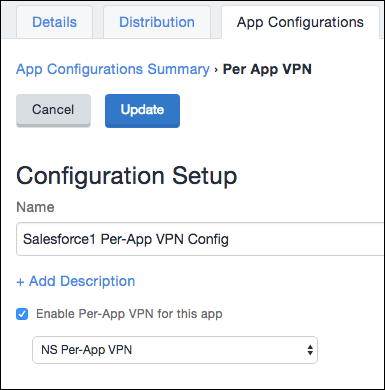 Details Distribution App Configurations
App Configurations Summary › Per App VPN
Cancel Update
Configuration Setup
Name
Salesforce1 Per-App VPN Config
+ Add Description
Enable Per-App VPN for this app
NS Per-App VPN